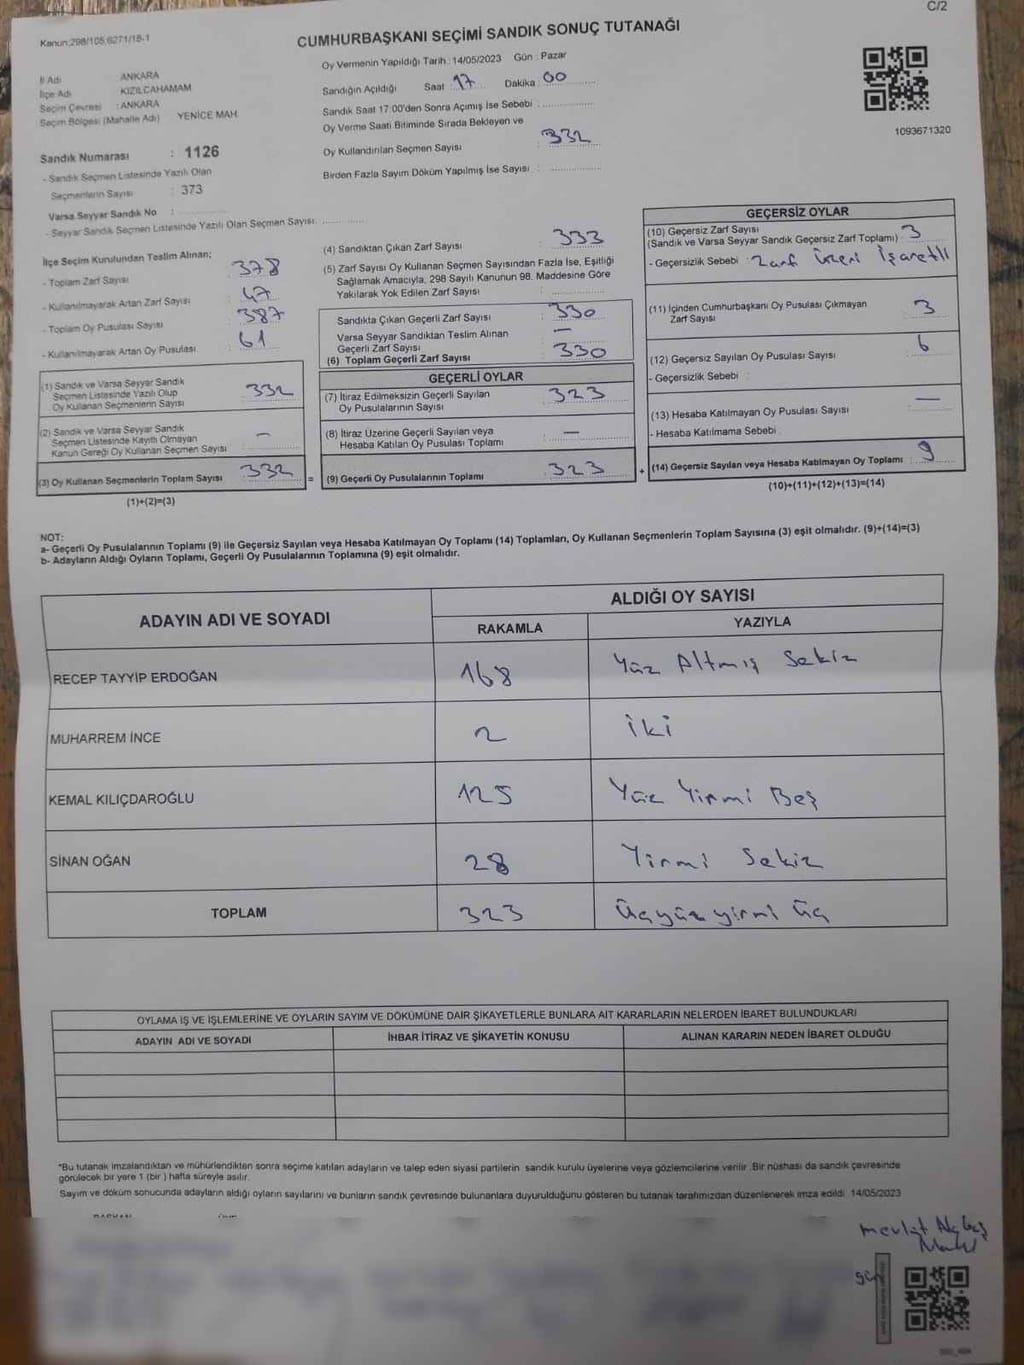 C/2
Kanun:298/105,6271/18-1
CUMHURBAŞKANI SEÇİMİ SANDIK SONUÇ TUTANAĞI
Oy Vermenin Yapıldığı Tarih : 14/05/2023 Gün : Pazar
İl Adı ANKARA
İlçe Adı KIZILCAHAMAM
Seçim Çevresi : ANKARA
Seçim Bölgesi (Mahalle Adı) YENİCE MAH.
Sandığın Açıldığı Saat 17 Dakika 00
Sandık Saat 17:00'den Sonra Açımış İse Sebebi :
Oy Verme Saati Bitiminde Sırada Bekleyen ve
Oy Kullandırılan Seçmen Sayısı : 332
Birden Fazla Sayım Döküm Yapılmış İse Sayısı :
1093671320
Sandık Numarası : 1126
- Sandık Seçmen Listesinde Yazılı Olan
Seçmenlerin Sayısı : 373
Varsa Seyyar Sandık No :
- Seyyar Sandık Seçmen Listesinde Yazılı Olan Seçmen Sayısı:
İlçe Seçim Kurulundan Teslim Alınan;
- Toplam Zarf Sayısı 378
- Kullanılmayarak Artan Zarf Sayısı 47
- Toplam Oy Pusulası Sayısı 387
- Kullanılmayarak Artan Oy Pusulası 61
(1) Sandık ve Varsa Seyyar Sandık
Seçmen Listesinde Yazılı Olup
Oy Kullanan Seçmenlerin Sayısı 332
(2) Sandık ve Varsa Seyyar Sandık
Seçmen Listesinde Kayıtlı Olmayan
Kanun Gereği Oy Kullanan Seçmen Sayısı -
(3) Oy Kullanan Seçmenlerin Toplam Sayısı 332
(1)+(2)=(3)
(4) Sandıktan Çıkan Zarf Sayısı : 333
(5) Zarf Sayısı Oy Kullanan Seçmen Sayısından Fazla İse, Eşitliği
Sağlamak Amacıyla, 298 Sayılı Kanunun 98. Maddesine Göre
Yakılarak Yok Edilen Zarf Sayısı :
Sandıkta Çıkan Geçerli Zarf Sayısı : 330
Varsa Seyyar Sandıktan Teslim Alınan
Geçerli Zarf Sayısı : -
(6) Toplam Geçerli Zarf Sayısı : 330
GEÇERLİ OYLAR
(7) İtiraz Edilmeksizin Geçerli Sayılan
Oy Pusulalarının Sayısı : 323
(8) İtiraz Üzerine Geçerli Sayılan veya
Hesaba Katılan Oy Pusulası Toplamı : -
= (9) Geçerli Oy Pusulalarının Toplamı 323 +
GEÇERSİZ OYLAR
(10) Geçersiz Zarf Sayısı
(Sandık ve Varsa Seyyar Sandık Geçersiz Zarf Toplamı) : 3
- Geçersizlik Sebebi : Zarf üzeri işaretli
(11) İçinden Cumhurbaşkanı Oy Pusulası Çıkmayan
Zarf Sayısı 3
(12) Geçersiz Sayılan Oy Pusulası Sayısı 6
- Geçersizlik Sebebi :
(13) Hesaba Katılmayan Oy Pusulası Sayısı -
- Hesaba Katılmama Sebebi :
(14) Geçersiz Sayılan veya Hesaba Katılmayan Oy Toplamı : 9
(10)+(11)+(12)+(13)=(14)
NOT:
a- Geçerli Oy Pusulalarının Toplamı (9) ile Geçersiz Sayılan veya Hesaba Katılmayan Oy Toplamı (14) Toplamları, Oy Kullanan Seçmenlerin Toplam Sayısına (3) eşit olmalıdır. (9)+(14)=(3)
b- Adayların Aldığı Oyların Toplamı, Geçerli Oy Pusulalarının Toplamına (9) eşit olmalıdır.
ADAYIN ADI VE SOYADI ALDIĞI OY SAYISI
RAKAMLA YAZIYLA
RECEP TAYYİP ERDOĞAN 168 Yüz Altmış Sekiz
MUHARREM İNCE 2 iki
KEMAL KILIÇDAROĞLU 125 Yüz Yirmi Beş
SİNAN OĞAN 28 Yirmi Sekiz
TOPLAM 323 Üçyüzyirmi üç
OYLAMA İŞ VE İŞLEMLERİNE VE OYLARIN SAYIM VE DÖKÜMÜNE DAİR ŞİKAYETLERLE BUNLARA AİT KARARLARIN NELERDEN İBARET BULUNDUKLARI
ADAYIN ADI VE SOYADI İHBAR İTİRAZ VE ŞİKAYETİN KONUSU ALINAN KARARIN NEDEN İBARET OLDUĞU
*Bu tutanak imzalandıktan ve mühürlendikten sonra seçime katılan adayların ve talep eden siyasi partilerin sandık kurulu üyelerine veya gözlemcilerine verilir. Bir nüshası da sandık çevresinde
görülecek bir yere 1 (bir ) hafta süreyle asılır.
Sayım ve döküm sonucunda adayların aldığı oyların sayılarını ve bunların sandık çevresinde bulunanlara duyurulduğunu gösteren bu tutanak tarafımızdan düzenlenerek imza edildi. 14/05/2023
mevlüt